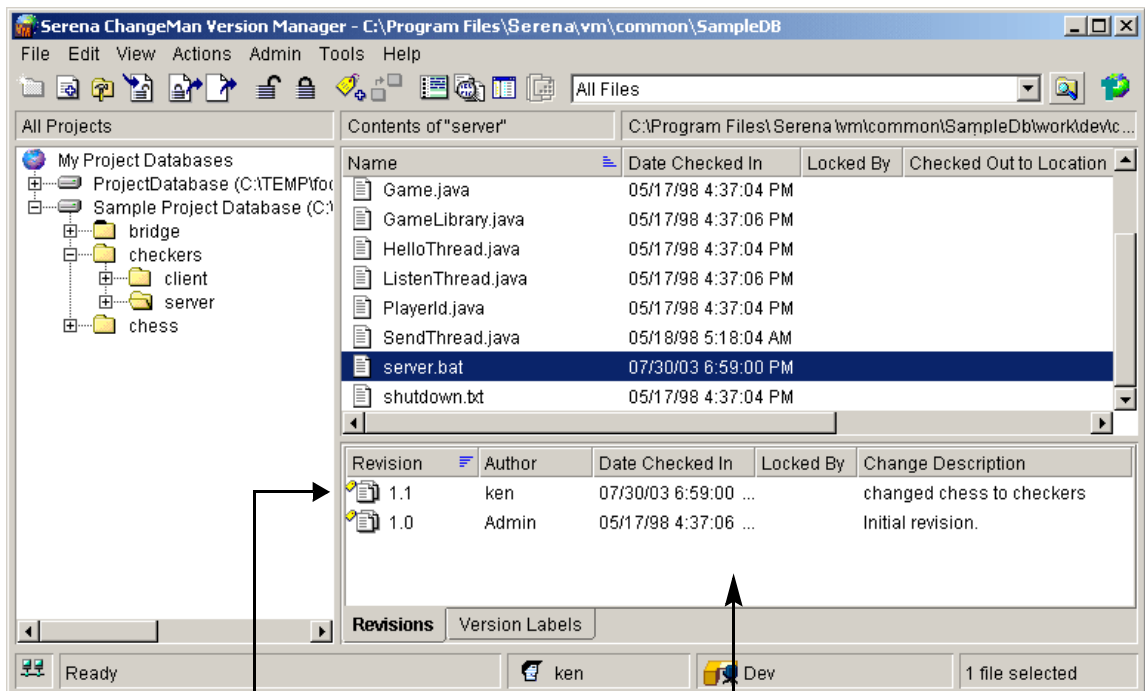 Serena ChangeMan Version Manager - C:\Program Files\Serena\vm\common\SampleDB
File Edit View Actions Admin Tools Help
All Files
All Projects
Contents of "server"
C:\Program Files\Serena\vm\common\SampleDb\work\dev\c...
My Project Databases
ProjectDatabase (C:\TEMP\foo
Sample Project Database (C:\
bridge
checkers
client
server
chess
Name Date Checked In Locked By Checked Out to Location
Game.java 05/17/98 4:37:04 PM
GameLibrary.java 05/17/98 4:37:06 PM
HelloThread.java 05/17/98 4:37:04 PM
ListenThread.java 05/17/98 4:37:06 PM
PlayerId.java 05/17/98 4:37:04 PM
SendThread.java 05/18/98 5:18:04 AM
server.bat 07/30/03 6:59:00 PM
shutdown.txt 05/17/98 4:37:04 PM
Revision Author Date Checked In Locked By Change Description
1.1 ken 07/30/03 6:59:00 ... changed chess to checkers
1.0 Admin 05/17/98 4:37:06 ... Initial revision.
Revisions Version Labels
Ready ken Dev 1 file selected